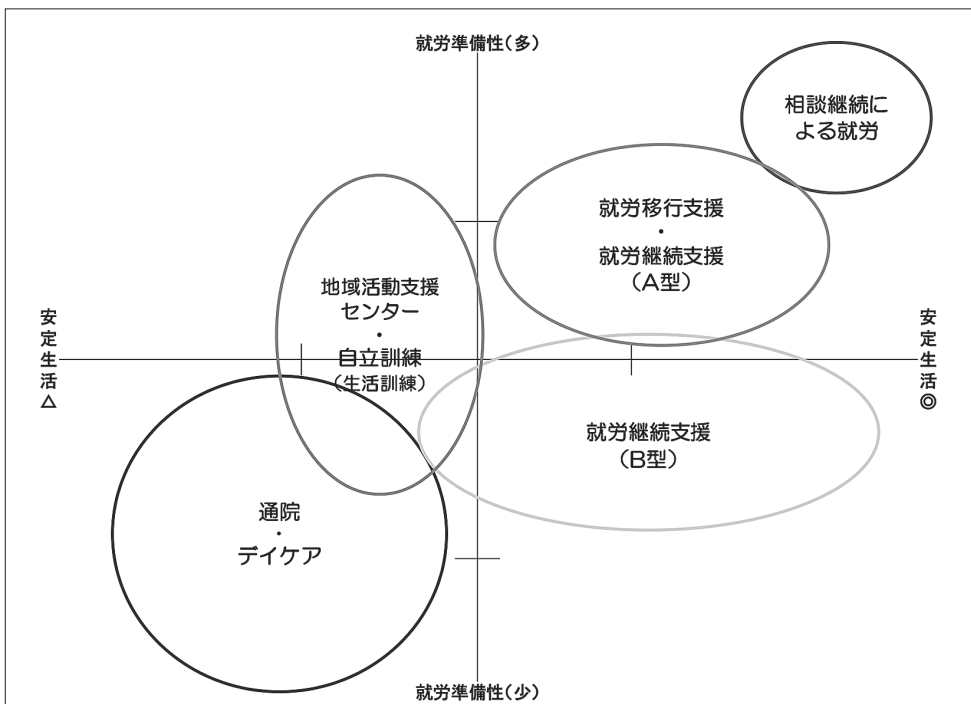 就労準備性(多)
相談継続に
よる就労
就労移行支援
・
就労継続支援
(A型)
地域活動支援
センター
・
自立訓練
(生活訓練)
安定生活△
安定生活◎
就労継続支援
(B型)
通院
・
デイケア
就労準備性(少)